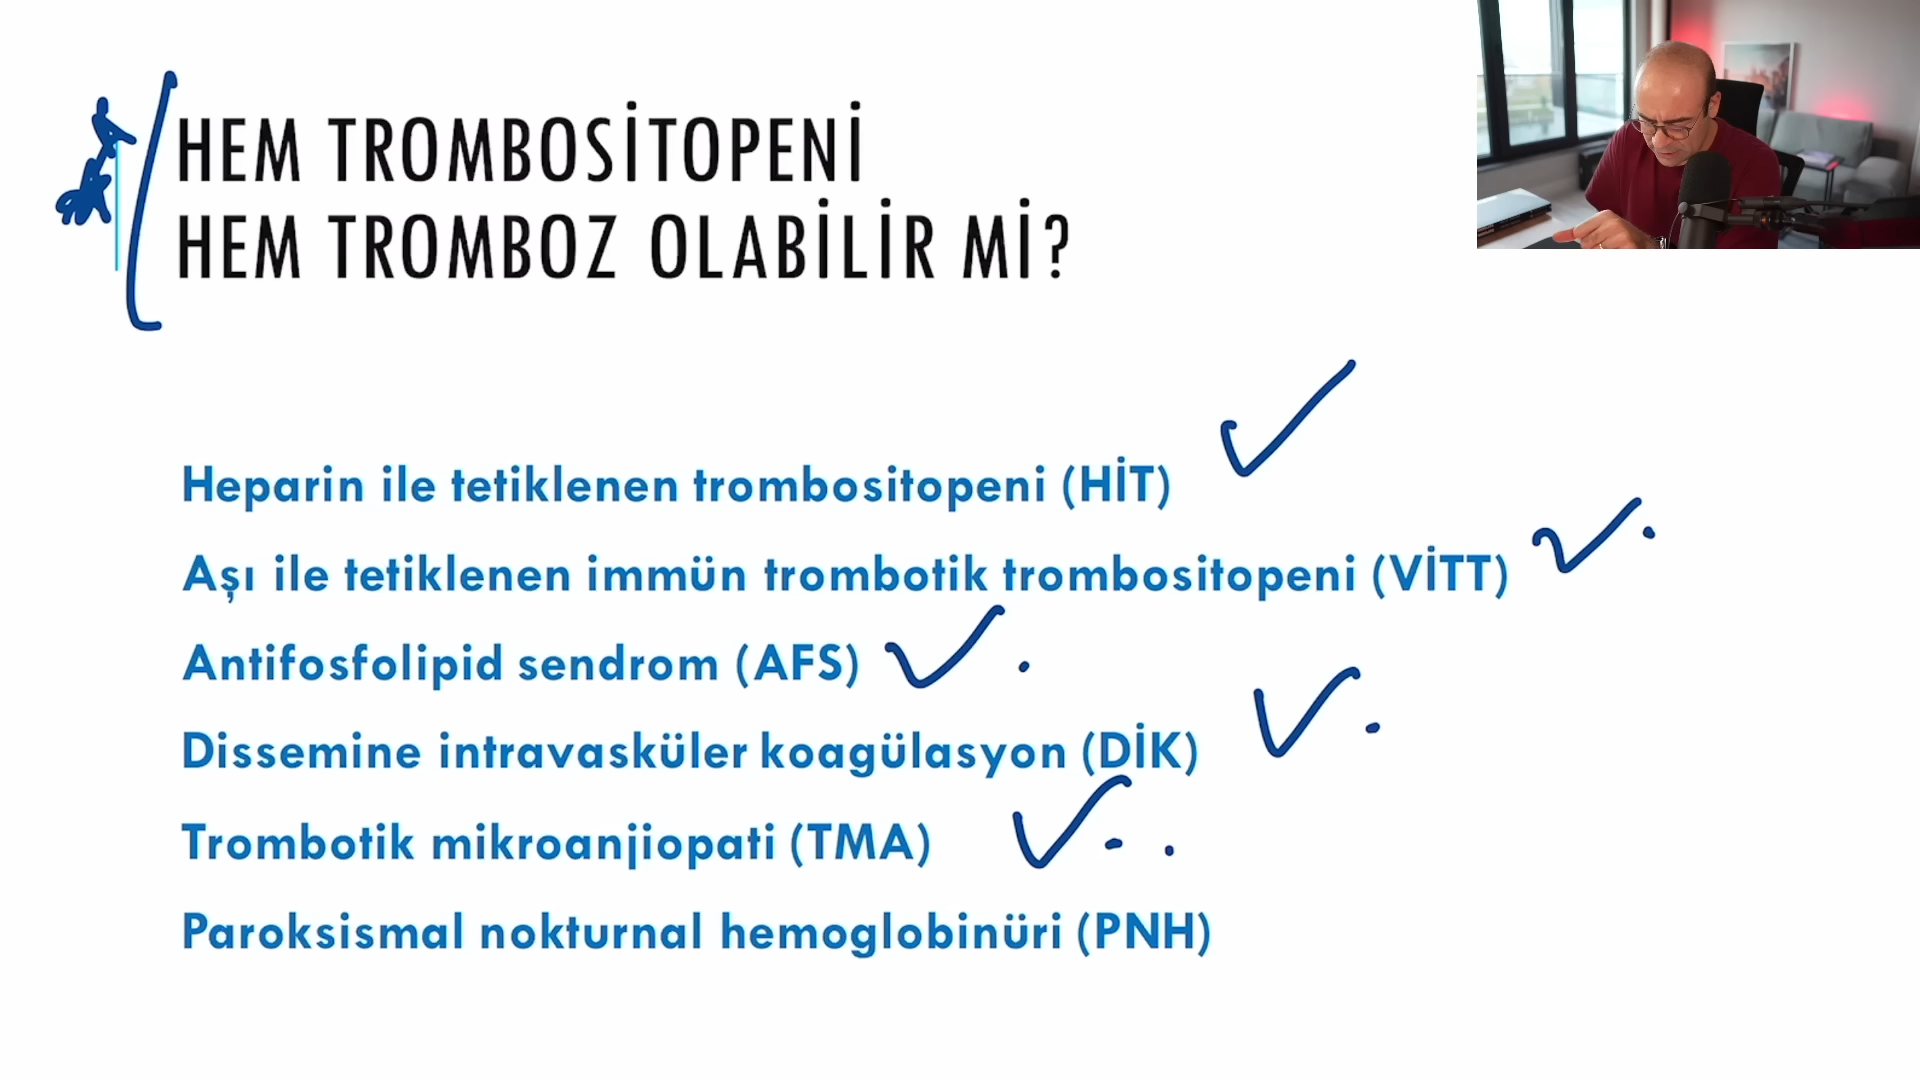 HEM TROMBOSİTOPENİ
HEM TROMBOZ OLABİLİR Mİ?
Heparin ile tetiklenen trombositopeni (HİT)
Aşı ile tetiklenen immün trombotik trombositopeni (VİTT)
Antifosfolipid sendrom (AFS)
Dissemine intravasküler koagülasyon (DİK)
Trombotik mikroanjiopati (TMA)
Paroksismal nokturnal hemoglobinüri (PNH)